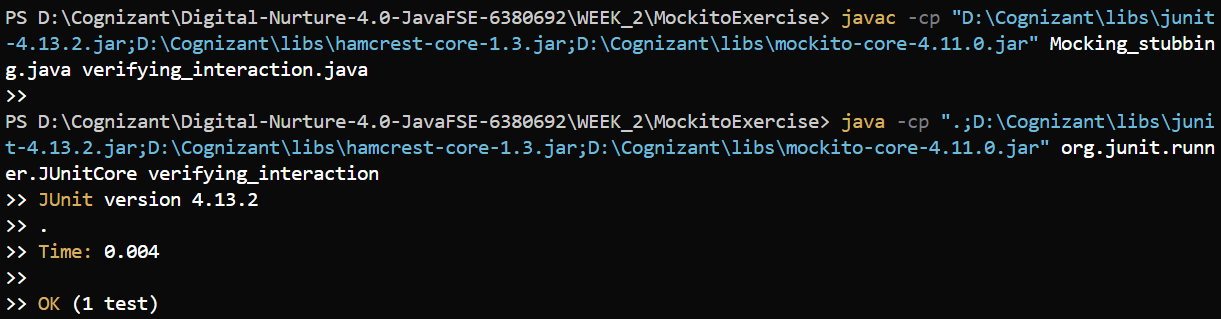 PS D:\Cognizant\Digital-Nurture-4.0-JavaFSE-6380692\WEEK_2\MockitoExercise> javac -cp "D:\Cognizant\libs\junit
-4.13.2.jar;D:\Cognizant\libs\hamcrest-core-1.3.jar;D:\Cognizant\libs\mockito-core-4.11.0.jar" Mocking_stubbin
g.java verifying_interaction.java
>>
PS D:\Cognizant\Digital-Nurture-4.0-JavaFSE-6380692\WEEK_2\MockitoExercise> java -cp ".;D:\Cognizant\libs\juni
t-4.13.2.jar;D:\Cognizant\libs\hamcrest-core-1.3.jar;D:\Cognizant\libs\mockito-core-4.11.0.jar" org.junit.runn
er.JUnitCore verifying_interaction
>> JUnit version 4.13.2
>> .
>> Time: 0.004
>>
>> OK (1 test)